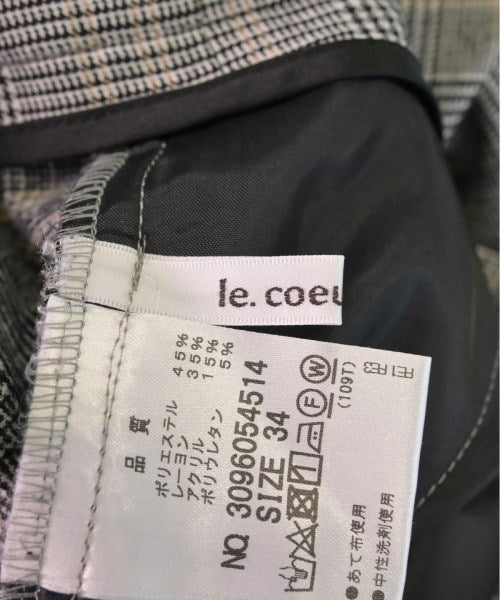 le. coeu
品 質
ポリエステル 45%
レーヨン 35%
アクリル 15%
ポリウレタン 5%
NO. 3096054514
SIZE 34
F W
(109T)
●あて布使用
●中性洗剤使用